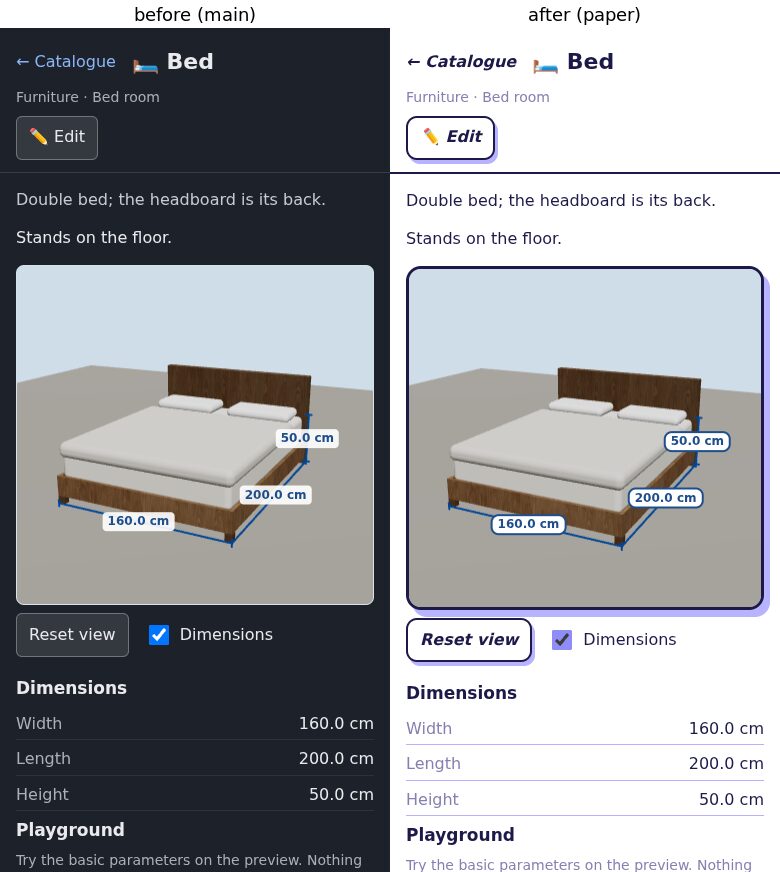 before (main)
← Catalogue 🛏️ Bed
Furniture · Bed room
✏️ Edit
Double bed; the headboard is its back.
Stands on the floor.
50.0 cm
200.0 cm
160.0 cm
Reset view Dimensions
Dimensions
Width 160.0 cm
Length 200.0 cm
Height 50.0 cm
Playground
Try the basic parameters on the preview. Nothing
after (paper)
← Catalogue 🛏️ Bed
Furniture · Bed room
✏️ Edit
Double bed; the headboard is its back.
Stands on the floor.
50.0 cm
200.0 cm
160.0 cm
Reset view Dimensions
Dimensions
Width 160.0 cm
Length 200.0 cm
Height 50.0 cm
Playground
Try the basic parameters on the preview. Nothing